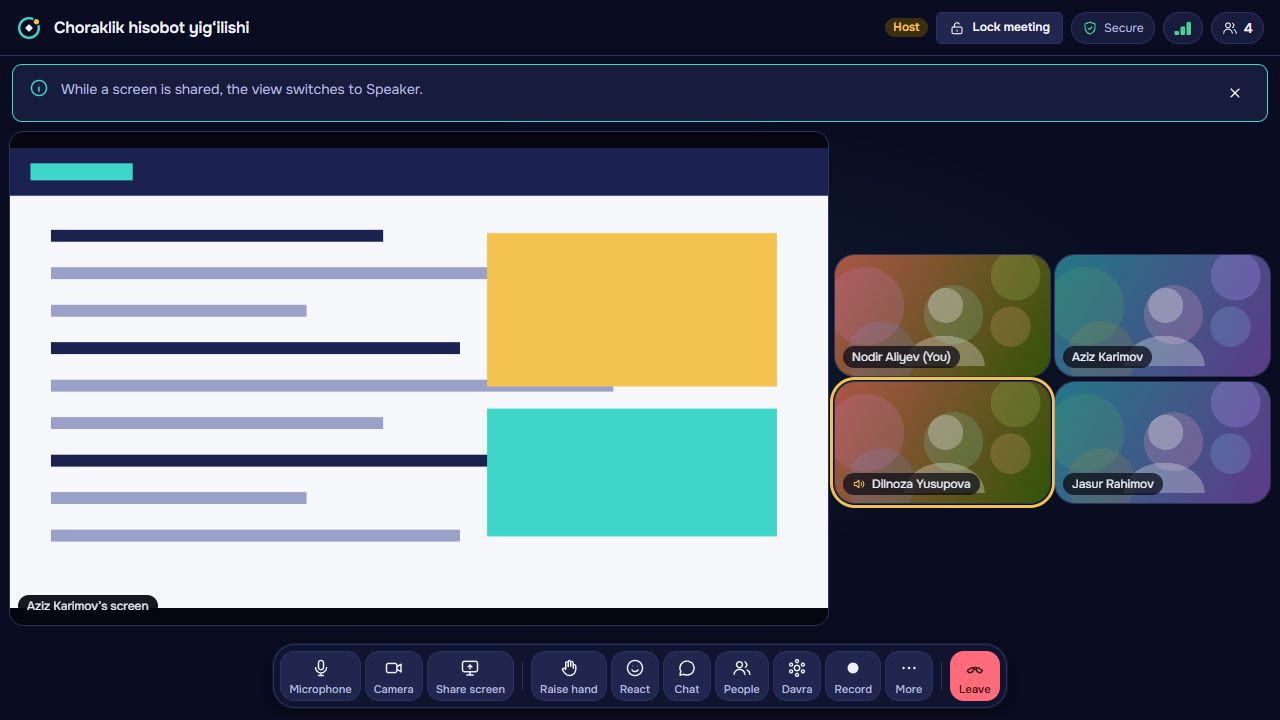 Choraklik hisobot yig‘ilishi
Host
Lock meeting
Secure
4
While a screen is shared, the view switches to Speaker.
Nodir Aliyev (You)
Aziz Karimov
Dilnoza Yusupova
Jasur Rahimov
Aziz Karimov’s screen
Microphone
Camera
Share screen
Raise hand
React
Chat
People
Davra
Record
More
Leave